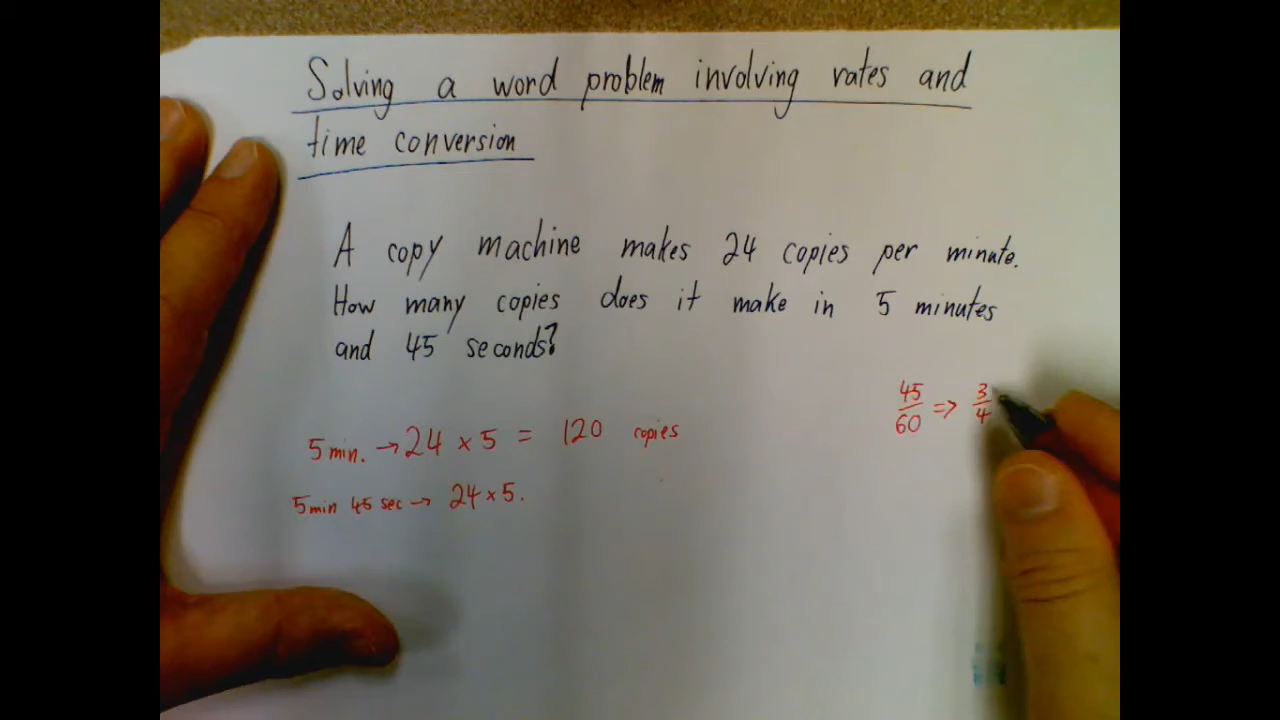 Solving a word problem involving rates and
time conversion
A copy machine makes 24 copies per minute.
How many copies does it make in 5 minutes
and 45 seconds?
45/60 => 3/4
5 min. → 24 × 5 = 120 copies
5 min 45 sec → 24 × 5.